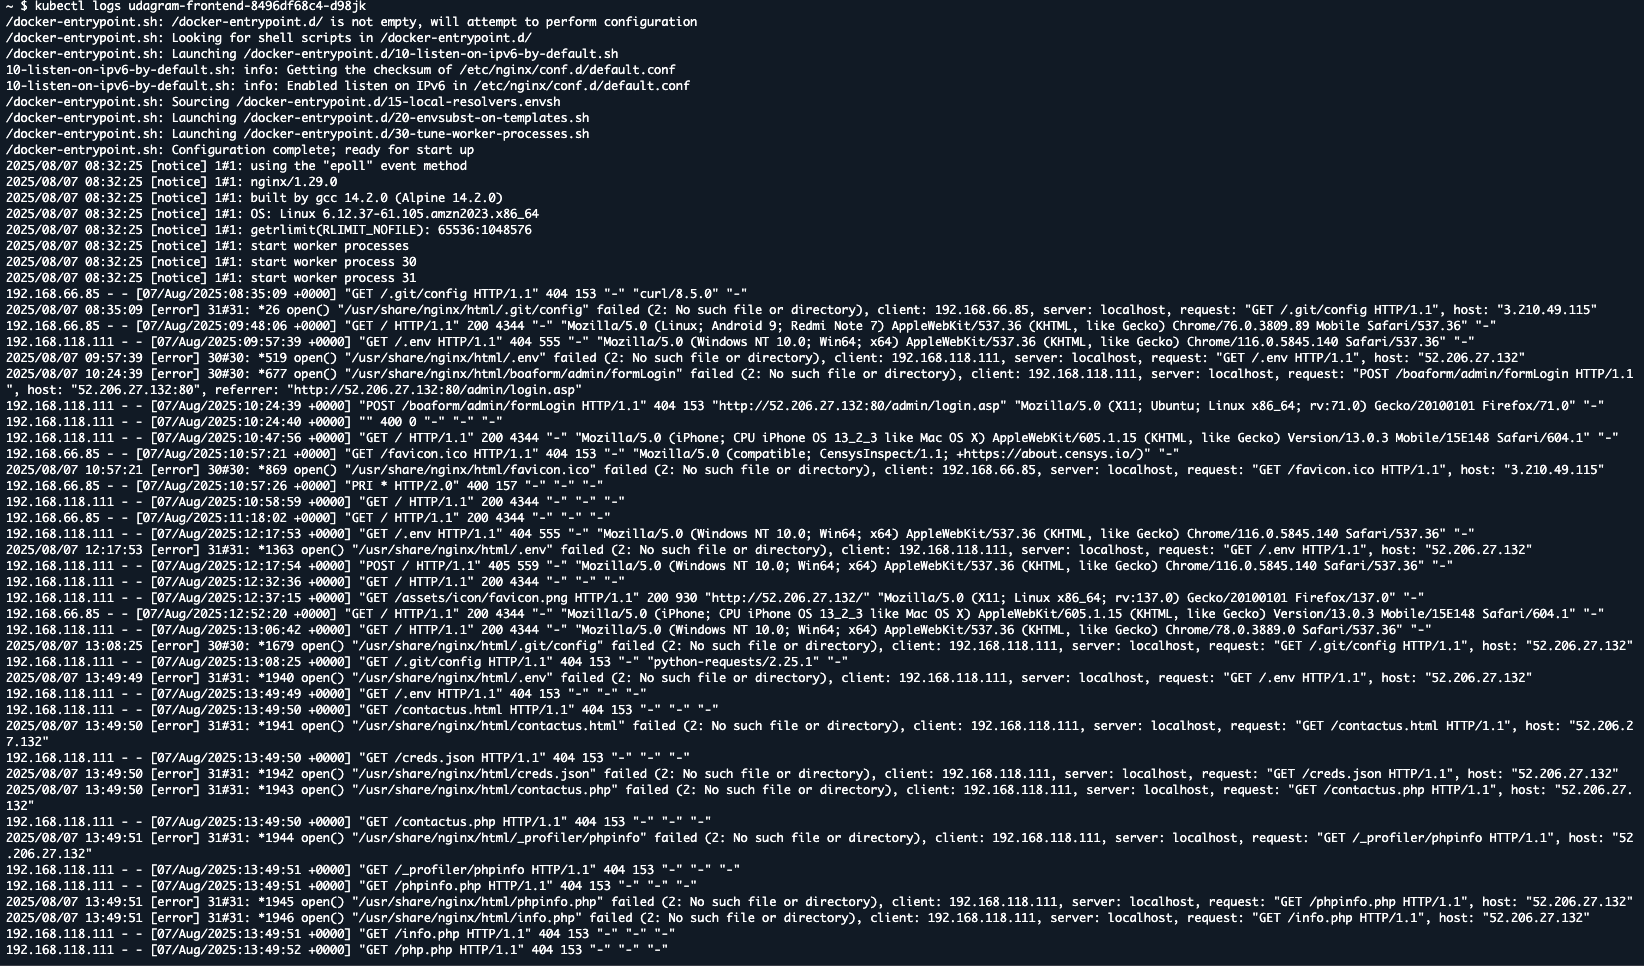 ~ $ kubectl logs udagram-frontend-8496df68c4-d98jk
/docker-entrypoint.sh: /docker-entrypoint.d/ is not empty, will attempt to perform configuration
/docker-entrypoint.sh: Looking for shell scripts in /docker-entrypoint.d/
/docker-entrypoint.sh: Launching /docker-entrypoint.d/10-listen-on-ipv6-by-default.sh
10-listen-on-ipv6-by-default.sh: info: Getting the checksum of /etc/nginx/conf.d/default.conf
10-listen-on-ipv6-by-default.sh: info: Enabled listen on IPv6 in /etc/nginx/conf.d/default.conf
/docker-entrypoint.sh: Sourcing /docker-entrypoint.d/15-local-resolvers.envsh
/docker-entrypoint.sh: Launching /docker-entrypoint.d/20-envsubst-on-templates.sh
/docker-entrypoint.sh: Launching /docker-entrypoint.d/30-tune-worker-processes.sh
/docker-entrypoint.sh: Configuration complete; ready for start up
2025/08/07 08:32:25 [notice] 1#1: using the "epoll" event method
2025/08/07 08:32:25 [notice] 1#1: nginx/1.29.0
2025/08/07 08:32:25 [notice] 1#1: built by gcc 14.2.0 (Alpine 14.2.0)
2025/08/07 08:32:25 [notice] 1#1: OS: Linux 6.12.37-61.105.amzn2023.x86_64
2025/08/07 08:32:25 [notice] 1#1: getrlimit(RLIMIT_NOFILE): 65536:1048576
2025/08/07 08:32:25 [notice] 1#1: start worker processes
2025/08/07 08:32:25 [notice] 1#1: start worker process 30
2025/08/07 08:32:25 [notice] 1#1: start worker process 31
192.168.66.85 - - [07/Aug/2025:08:35:09 +0000] "GET /.git/config HTTP/1.1" 404 153 "-" "curl/8.5.0" "-"
2025/08/07 08:35:09 [error] 31#31: *26 open() "/usr/share/nginx/html/.git/config" failed (2: No such file or directory), client: 192.168.66.85, server: localhost, request: "GET /.git/config HTTP/1.1", host: "3.210.49.115"
192.168.66.85 - - [07/Aug/2025:09:48:06 +0000] "GET / HTTP/1.1" 200 4344 "-" "Mozilla/5.0 (Linux; Android 9; Redmi Note 7) AppleWebKit/537.36 (KHTML, like Gecko) Chrome/76.0.3809.89 Mobile Safari/537.36" "-"
192.168.118.111 - - [07/Aug/2025:09:57:39 +0000] "GET /.env HTTP/1.1" 404 555 "-" "Mozilla/5.0 (Windows NT 10.0; Win64; x64) AppleWebKit/537.36 (KHTML, like Gecko) Chrome/116.0.5845.140 Safari/537.36" "-"
2025/08/07 09:57:39 [error] 30#30: *519 open() "/usr/share/nginx/html/.env" failed (2: No such file or directory), client: 192.168.118.111, server: localhost, request: "GET /.env HTTP/1.1", host: "52.206.27.132"
2025/08/07 10:24:39 [error] 30#30: *677 open() "/usr/share/nginx/html/boaform/admin/formLogin" failed (2: No such file or directory), client: 192.168.118.111, server: localhost, request: "POST /boaform/admin/formLogin HTTP/1.1
", host: "52.206.27.132:80", referrer: "http://52.206.27.132:80/admin/login.asp"
192.168.118.111 - - [07/Aug/2025:10:24:39 +0000] "POST /boaform/admin/formLogin HTTP/1.1" 404 153 "http://52.206.27.132:80/admin/login.asp" "Mozilla/5.0 (X11; Ubuntu; Linux x86_64; rv:71.0) Gecko/20100101 Firefox/71.0" "-"
192.168.118.111 - - [07/Aug/2025:10:24:40 +0000] "" 400 0 "-" "-" "-"
192.168.118.111 - - [07/Aug/2025:10:47:56 +0000] "GET / HTTP/1.1" 200 4344 "-" "Mozilla/5.0 (iPhone; CPU iPhone OS 13_2_3 like Mac OS X) AppleWebKit/605.1.15 (KHTML, like Gecko) Version/13.0.3 Mobile/15E148 Safari/604.1" "-"
192.168.66.85 - - [07/Aug/2025:10:57:21 +0000] "GET /favicon.ico HTTP/1.1" 404 153 "-" "Mozilla/5.0 (compatible; CensysInspect/1.1; +https://about.censys.io/)" "-"
2025/08/07 10:57:21 [error] 30#30: *869 open() "/usr/share/nginx/html/favicon.ico" failed (2: No such file or directory), client: 192.168.66.85, server: localhost, request: "GET /favicon.ico HTTP/1.1", host: "3.210.49.115"
192.168.66.85 - - [07/Aug/2025:10:57:26 +0000] "PRI * HTTP/2.0" 400 157 "-" "-" "-"
192.168.118.111 - - [07/Aug/2025:10:58:59 +0000] "GET / HTTP/1.1" 200 4344 "-" "-" "-"
192.168.66.85 - - [07/Aug/2025:11:18:02 +0000] "GET / HTTP/1.1" 200 4344 "-" "-" "-"
192.168.118.111 - - [07/Aug/2025:12:17:53 +0000] "GET /.env HTTP/1.1" 404 555 "-" "Mozilla/5.0 (Windows NT 10.0; Win64; x64) AppleWebKit/537.36 (KHTML, like Gecko) Chrome/116.0.5845.140 Safari/537.36" "-"
2025/08/07 12:17:53 [error] 31#31: *1363 open() "/usr/share/nginx/html/.env" failed (2: No such file or directory), client: 192.168.118.111, server: localhost, request: "GET /.env HTTP/1.1", host: "52.206.27.132"
192.168.118.111 - - [07/Aug/2025:12:17:54 +0000] "POST / HTTP/1.1" 405 559 "-" "Mozilla/5.0 (Windows NT 10.0; Win64; x64) AppleWebKit/537.36 (KHTML, like Gecko) Chrome/116.0.5845.140 Safari/537.36" "-"
192.168.118.111 - - [07/Aug/2025:12:32:36 +0000] "GET / HTTP/1.1" 200 4344 "-" "-" "-"
192.168.118.111 - - [07/Aug/2025:12:37:15 +0000] "GET /assets/icon/favicon.png HTTP/1.1" 200 930 "http://52.206.27.132/" "Mozilla/5.0 (X11; Linux x86_64; rv:137.0) Gecko/20100101 Firefox/137.0" "-"
192.168.66.85 - - [07/Aug/2025:12:52:20 +0000] "GET / HTTP/1.1" 200 4344 "-" "Mozilla/5.0 (iPhone; CPU iPhone OS 13_2_3 like Mac OS X) AppleWebKit/605.1.15 (KHTML, like Gecko) Version/13.0.3 Mobile/15E148 Safari/604.1" "-"
192.168.118.111 - - [07/Aug/2025:13:06:42 +0000] "GET / HTTP/1.1" 200 4344 "-" "Mozilla/5.0 (Windows NT 10.0; Win64; x64) AppleWebKit/537.36 (KHTML, like Gecko) Chrome/78.0.3889.0 Safari/537.36" "-"
2025/08/07 13:08:25 [error] 30#30: *1679 open() "/usr/share/nginx/html/.git/config" failed (2: No such file or directory), client: 192.168.118.111, server: localhost, request: "GET /.git/config HTTP/1.1", host: "52.206.27.132"
192.168.118.111 - - [07/Aug/2025:13:08:25 +0000] "GET /.git/config HTTP/1.1" 404 153 "-" "python-requests/2.25.1" "-"
2025/08/07 13:49:49 [error] 31#31: *1940 open() "/usr/share/nginx/html/.env" failed (2: No such file or directory), client: 192.168.118.111, server: localhost, request: "GET /.env HTTP/1.1", host: "52.206.27.132"
192.168.118.111 - - [07/Aug/2025:13:49:49 +0000] "GET /.env HTTP/1.1" 404 153 "-" "-" "-"
192.168.118.111 - - [07/Aug/2025:13:49:50 +0000] "GET /contactus.html HTTP/1.1" 404 153 "-" "-" "-"
2025/08/07 13:49:50 [error] 31#31: *1941 open() "/usr/share/nginx/html/contactus.html" failed (2: No such file or directory), client: 192.168.118.111, server: localhost, request: "GET /contactus.html HTTP/1.1", host: "52.206.2
7.132"
192.168.118.111 - - [07/Aug/2025:13:49:50 +0000] "GET /creds.json HTTP/1.1" 404 153 "-" "-" "-"
2025/08/07 13:49:50 [error] 31#31: *1942 open() "/usr/share/nginx/html/creds.json" failed (2: No such file or directory), client: 192.168.118.111, server: localhost, request: "GET /creds.json HTTP/1.1", host: "52.206.27.132"
2025/08/07 13:49:50 [error] 31#31: *1943 open() "/usr/share/nginx/html/contactus.php" failed (2: No such file or directory), client: 192.168.118.111, server: localhost, request: "GET /contactus.php HTTP/1.1", host: "52.206.27.
132"
192.168.118.111 - - [07/Aug/2025:13:49:50 +0000] "GET /contactus.php HTTP/1.1" 404 153 "-" "-" "-"
2025/08/07 13:49:51 [error] 31#31: *1944 open() "/usr/share/nginx/html/_profiler/phpinfo" failed (2: No such file or directory), client: 192.168.118.111, server: localhost, request: "GET /_profiler/phpinfo HTTP/1.1", host: "52
.206.27.132"
192.168.118.111 - - [07/Aug/2025:13:49:51 +0000] "GET /_profiler/phpinfo HTTP/1.1" 404 153 "-" "-" "-"
192.168.118.111 - - [07/Aug/2025:13:49:51 +0000] "GET /phpinfo.php HTTP/1.1" 404 153 "-" "-" "-"
2025/08/07 13:49:51 [error] 31#31: *1945 open() "/usr/share/nginx/html/phpinfo.php" failed (2: No such file or directory), client: 192.168.118.111, server: localhost, request: "GET /phpinfo.php HTTP/1.1", host: "52.206.27.132"
2025/08/07 13:49:51 [error] 31#31: *1946 open() "/usr/share/nginx/html/info.php" failed (2: No such file or directory), client: 192.168.118.111, server: localhost, request: "GET /info.php HTTP/1.1", host: "52.206.27.132"
192.168.118.111 - - [07/Aug/2025:13:49:51 +0000] "GET /info.php HTTP/1.1" 404 153 "-" "-" "-"
192.168.118.111 - - [07/Aug/2025:13:49:52 +0000] "GET /php.php HTTP/1.1" 404 153 "-" "-" "-"